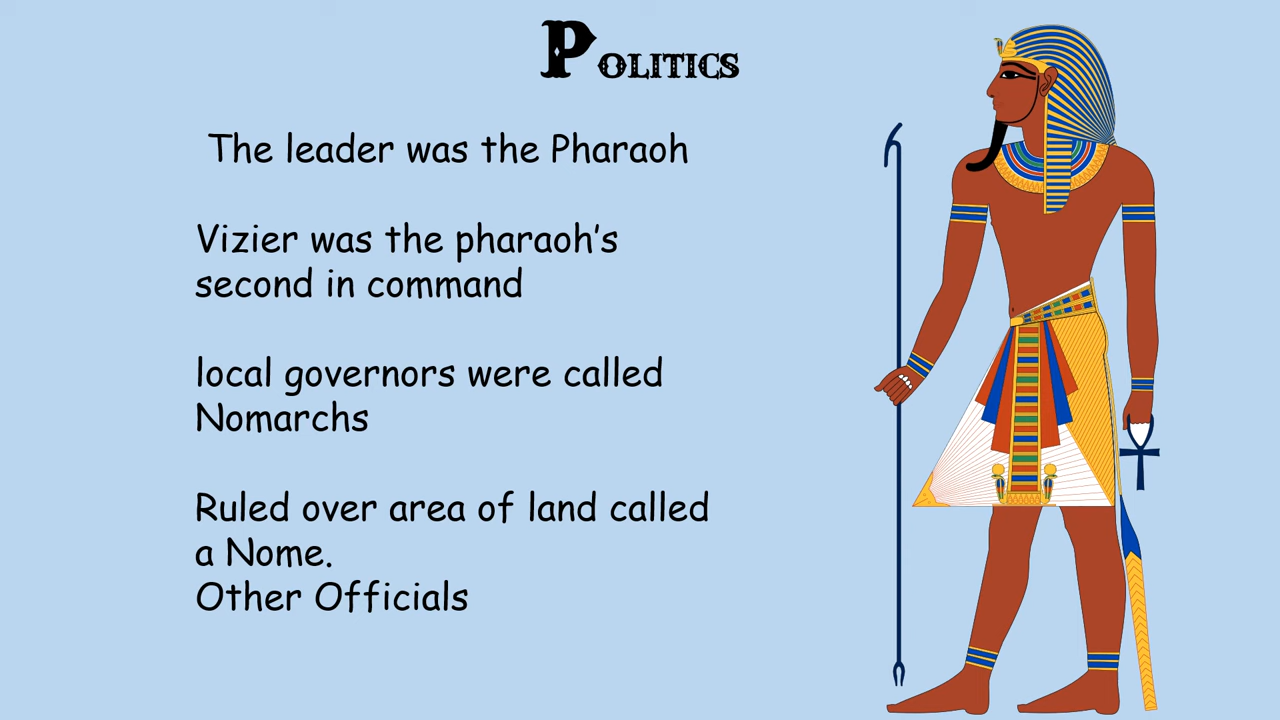 Politics
The leader was the Pharaoh
Vizier was the pharaoh's
second in command
local governors were called
Nomarchs
Ruled over area of land called
a Nome.
Other Officials